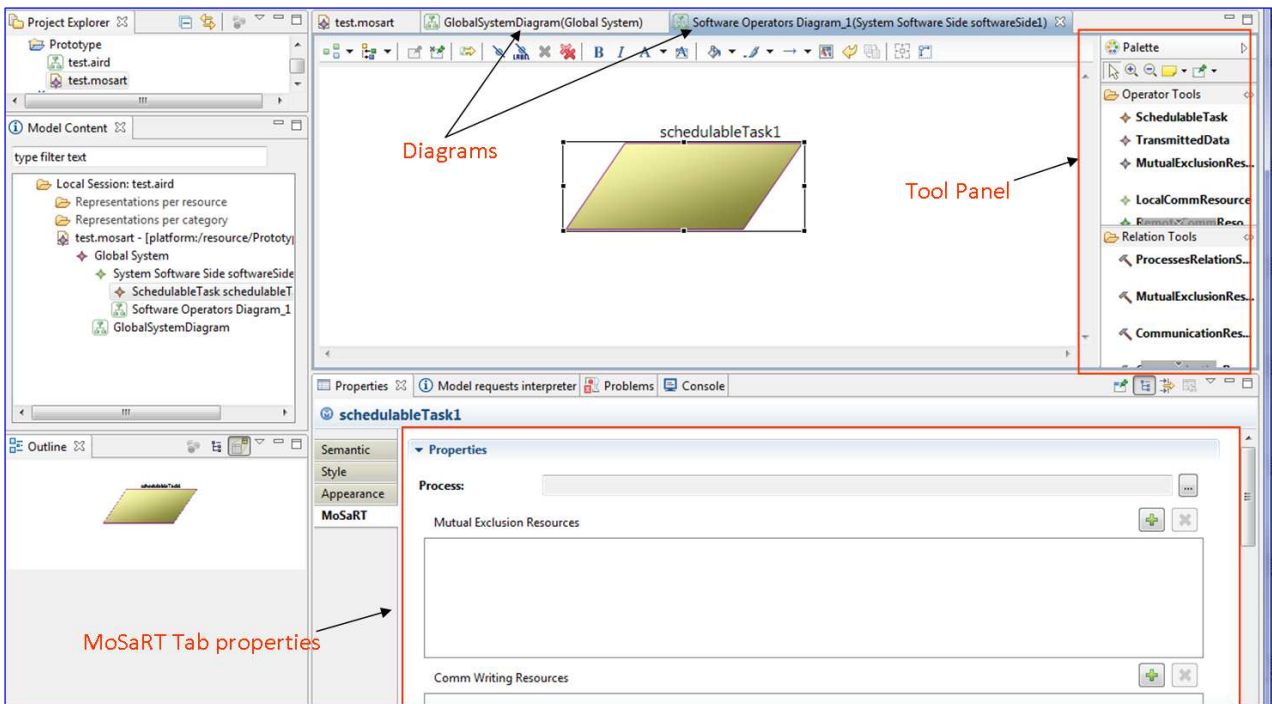 Project Explorer
Prototype
test.aird
test.mosart
Model Content
type filter text
Local Session: test.aird
Representations per resource
Representations per category
test.mosart - [platform:/resource/Prototyp
Global System
System Software Side softwareSide
SchedulableTask schedulableT
Software Operators Diagram_1
GlobalSystemDiagram
Outline
schedulableTask1
MoSaRT Tab properties
test.mosart
GlobalSystemDiagram(Global System)
Software Operators Diagram_1(System Software Side softwareSide1)
B I A
schedulableTask1
Diagrams
Tool Panel
Palette
Operator Tools
SchedulableTask
TransmittedData
MutualExclusionRes...
LocalCommResource
Relation Tools
ProcessesRelationS...
MutualExclusionRes...
CommunicationRes...
Properties
Model requests interpreter
Problems
Console
schedulableTask1
Semantic
Style
Appearance
MoSaRT
Properties
Process:
...
Mutual Exclusion Resources
Comm Writing Resources